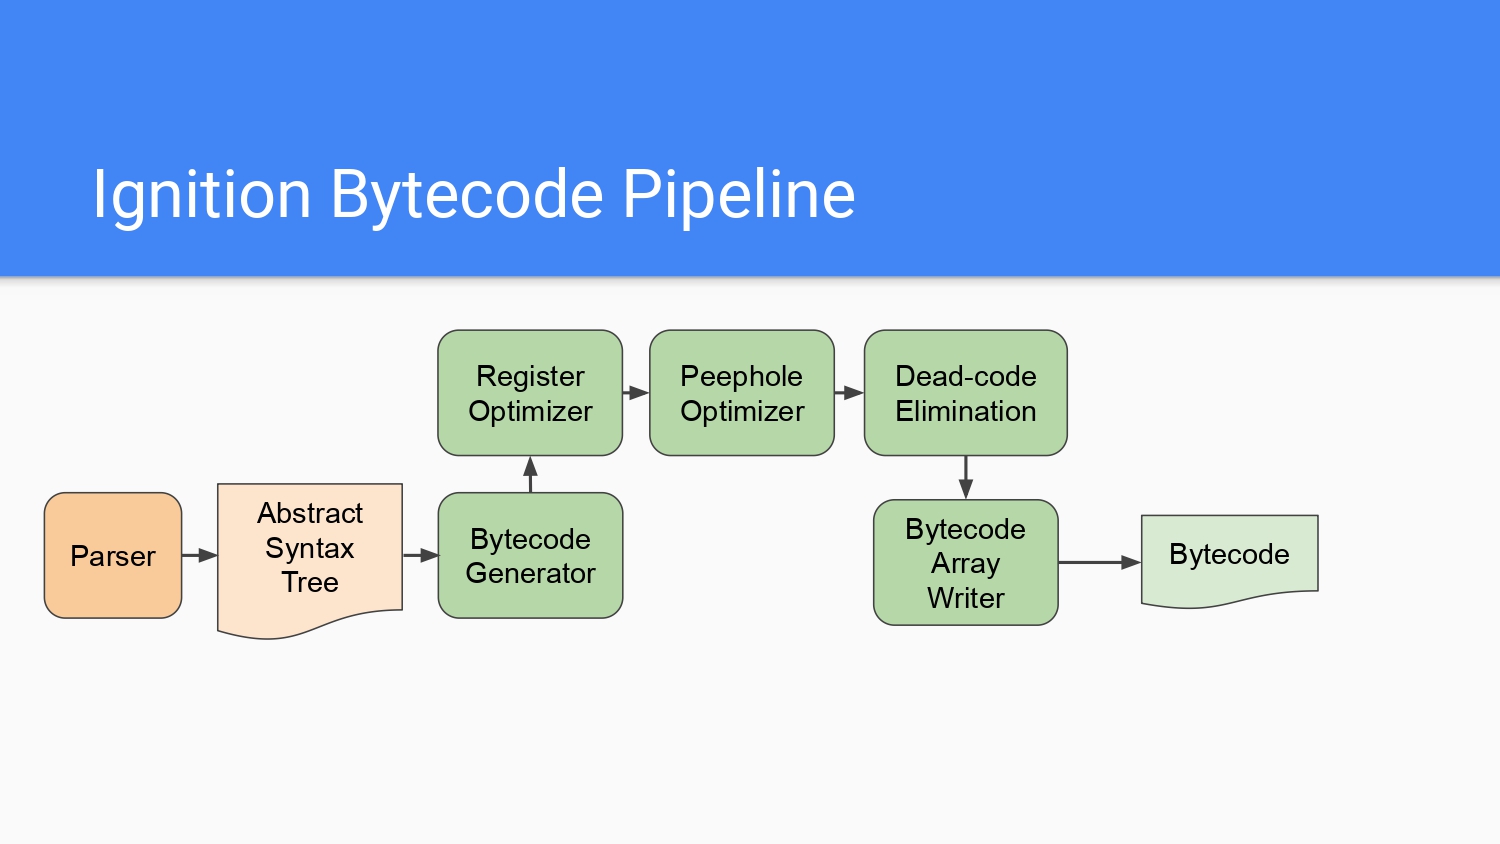 Ignition Bytecode Pipeline
Parser
Abstract
Syntax
Tree
Bytecode
Generator
Register
Optimizer
Peephole
Optimizer
Dead-code
Elimination
Bytecode
Array
Writer
Bytecode